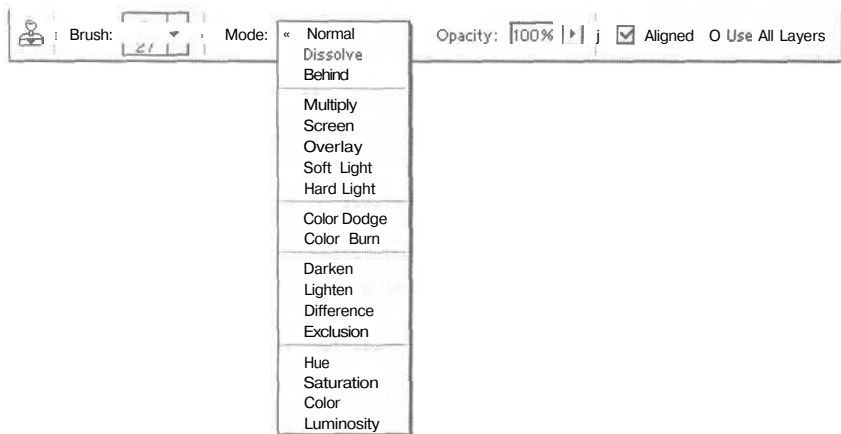 Brush: 27 Mode: « Normal Opacity: 100% j Aligned O Use All Layers
Dissolve
Behind
Multiply
Screen
Overlay
Soft Light
Hard Light
Color Dodge
Color Burn
Darken
Lighten
Difference
Exclusion
Hue
Saturation
Color
Luminosity